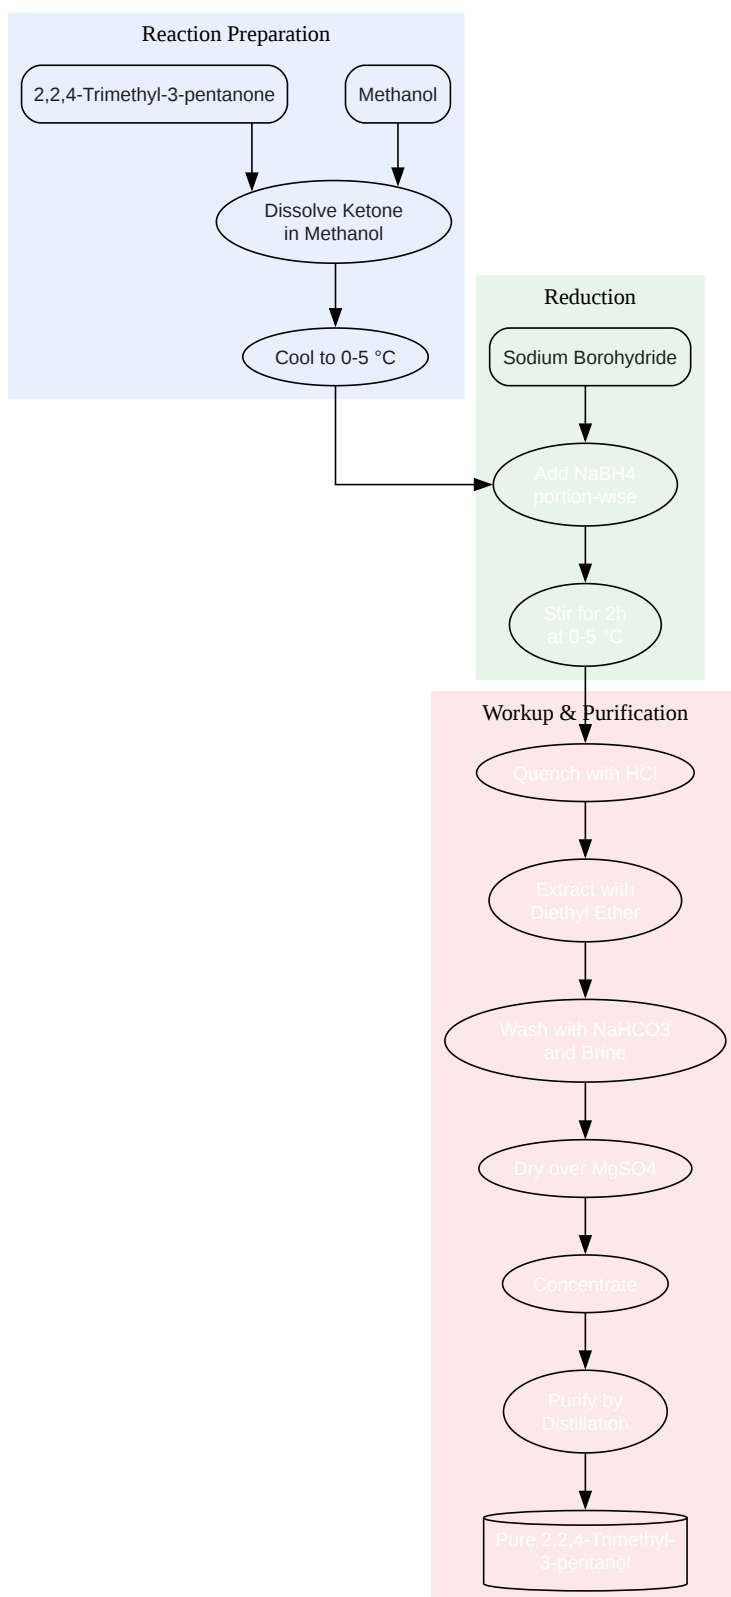 Reaction Preparation
2,2,4-Trimethyl-3-pentanone
Methanol
Dissolve Ketone
in Methanol
Cool to 0-5 °C
Reduction
Sodium Borohydride
Add NaBH4
portion-wise
Stir for 2h
at 0-5 °C
Workup & Purification
Quench with HCl
Extract with
Diethyl Ether
Wash with NaHCO3
and Brine
Dry over MgSO4
Concentrate
Purify by
Distillation
Pure 2,2,4-Trimethyl-
3-pentanol